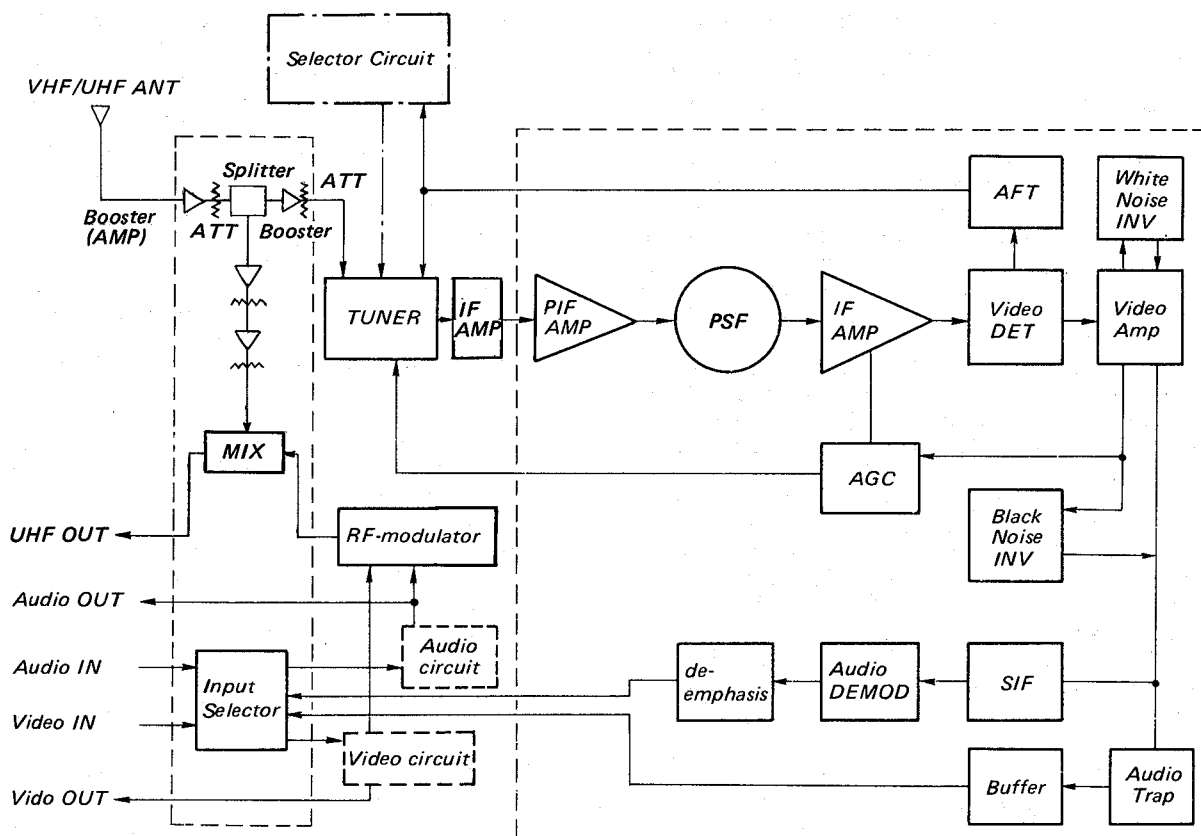 Selector Circuit
VHF/UHF ANT
Splitter
ATT
Booster
(AMP)
ATT
Booster
TUNER
IF
AMP
PIF
AMP
PSF
IF
AMP
AFT
White
Noise
INV
Video
DET
Video
Amp
MIX
AGC
UHF OUT
RF-modulator
Black
Noise
INV
Audio OUT
Audio
circuit
Audio IN
Input
Selector
de-
emphasis
Audio
DEMOD
SIF
Video IN
Video circuit
Vido OUT
Buffer
Audio
Trap